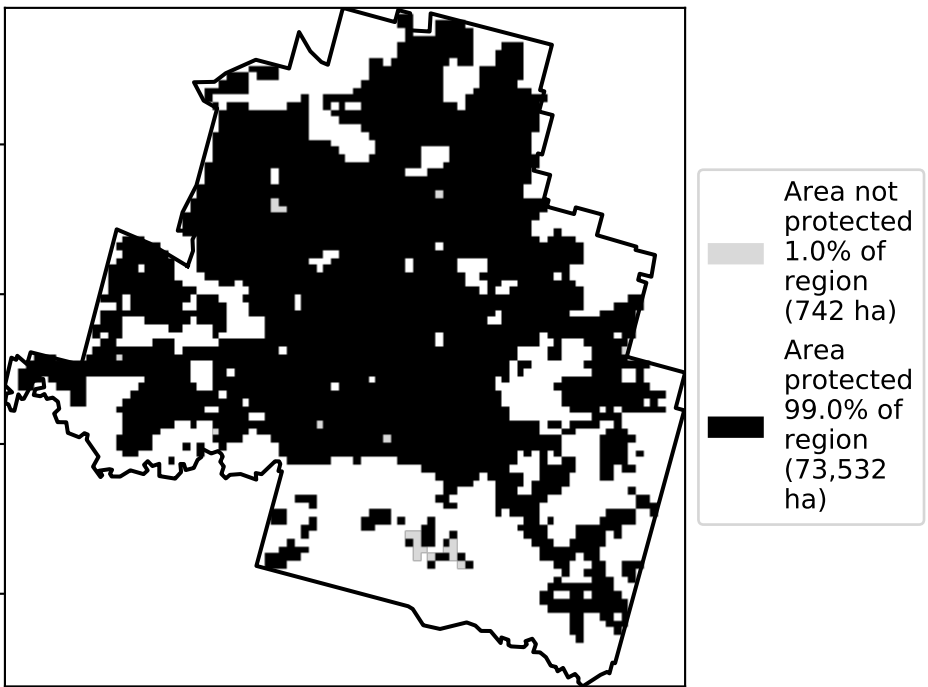 Area not
protected
1.0% of
region
(742 ha)
Area
protected
99.0% of
region
(73,532
ha)